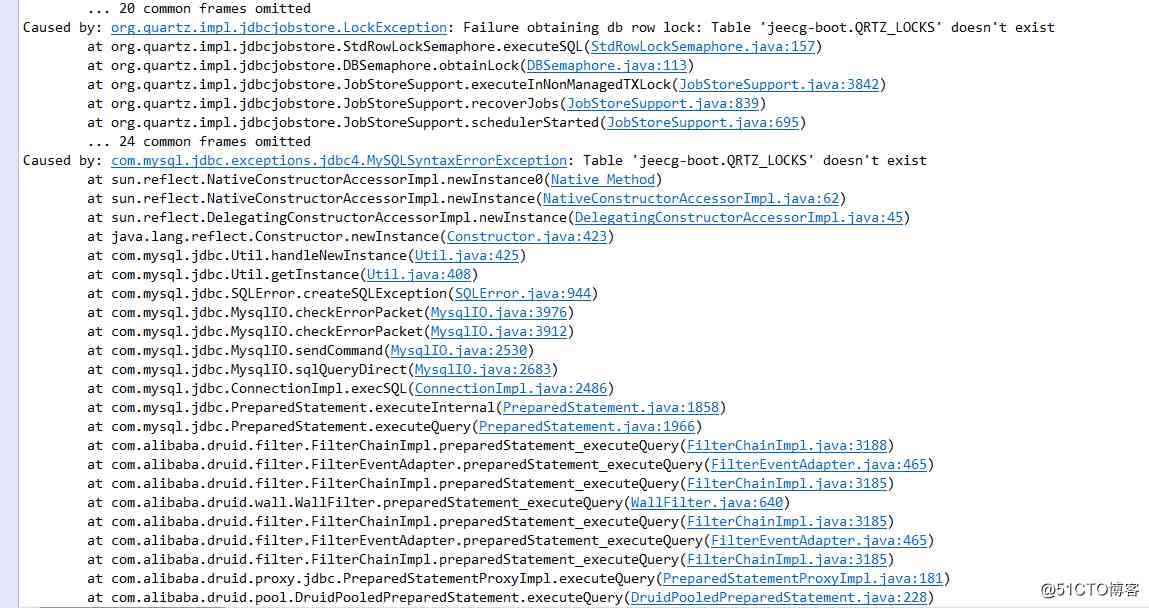 ... 20 common frames omitted
Caused by: org.quartz.impl.jdbcjobstore.LockException: Failure obtaining db row lock: Table 'jeecg-boot.QRTZ_LOCKS' doesn't exist
at org.quartz.impl.jdbcjobstore.StdRowLockSemaphore.executeSQL(StdRowLockSemaphore.java:157)
at org.quartz.impl.jdbcjobstore.DBSemaphore.obtainLock(DBSemaphore.java:113)
at org.quartz.impl.jdbcjobstore.JobStoreSupport.executeInNonManagedTXLock(JobStoreSupport.java:3842)
at org.quartz.impl.jdbcjobstore.JobStoreSupport.recoverJobs(JobStoreSupport.java:839)
at org.quartz.impl.jdbcjobstore.JobStoreSupport.schedulerStarted(JobStoreSupport.java:695)
... 24 common frames omitted
Caused by: com.mysql.jdbc.exceptions.jdbc4.MySQLSyntaxErrorException: Table 'jeecg-boot.QRTZ_LOCKS' doesn't exist
at sun.reflect.NativeConstructorAccessorImpl.newInstance0(Native Method)
at sun.reflect.NativeConstructorAccessorImpl.newInstance(NativeConstructorAccessorImpl.java:62)
at sun.reflect.DelegatingConstructorAccessorImpl.newInstance(DelegatingConstructorAccessorImpl.java:45)
at java.lang.reflect.Constructor.newInstance(Constructor.java:423)
at com.mysql.jdbc.Util.handleNewInstance(Util.java:425)
at com.mysql.jdbc.Util.getInstance(Util.java:408)
at com.mysql.jdbc.SQLError.createSQLException(SQLError.java:944)
at com.mysql.jdbc.MysqlIO.checkErrorPacket(MysqlIO.java:3976)
at com.mysql.jdbc.MysqlIO.checkErrorPacket(MysqlIO.java:3912)
at com.mysql.jdbc.MysqlIO.sendCommand(MysqlIO.java:2530)
at com.mysql.jdbc.MysqlIO.sqlQueryDirect(MysqlIO.java:2683)
at com.mysql.jdbc.ConnectionImpl.execSQL(ConnectionImpl.java:2486)
at com.mysql.jdbc.PreparedStatement.executeInternal(PreparedStatement.java:1858)
at com.mysql.jdbc.PreparedStatement.executeQuery(PreparedStatement.java:1966)
at com.alibaba.druid.filter.FilterChainImpl.preparedStatement_executeQuery(FilterChainImpl.java:3188)
at com.alibaba.druid.filter.FilterEventAdapter.preparedStatement_executeQuery(FilterEventAdapter.java:465)
at com.alibaba.druid.filter.FilterChainImpl.preparedStatement_executeQuery(FilterChainImpl.java:3185)
at com.alibaba.druid.wall.WallFilter.preparedStatement_executeQuery(WallFilter.java:640)
at com.alibaba.druid.filter.FilterChainImpl.preparedStatement_executeQuery(FilterChainImpl.java:3185)
at com.alibaba.druid.filter.FilterEventAdapter.preparedStatement_executeQuery(FilterEventAdapter.java:465)
at com.alibaba.druid.filter.FilterChainImpl.preparedStatement_executeQuery(FilterChainImpl.java:3185)
at com.alibaba.druid.proxy.jdbc.PreparedStatementProxyImpl.executeQuery(PreparedStatementProxyImpl.java:181)
at com.alibaba.druid.pool.DruidPooledPreparedStatement.executeQuery(DruidPooledPreparedStatement.java:228)
@51CTO博客